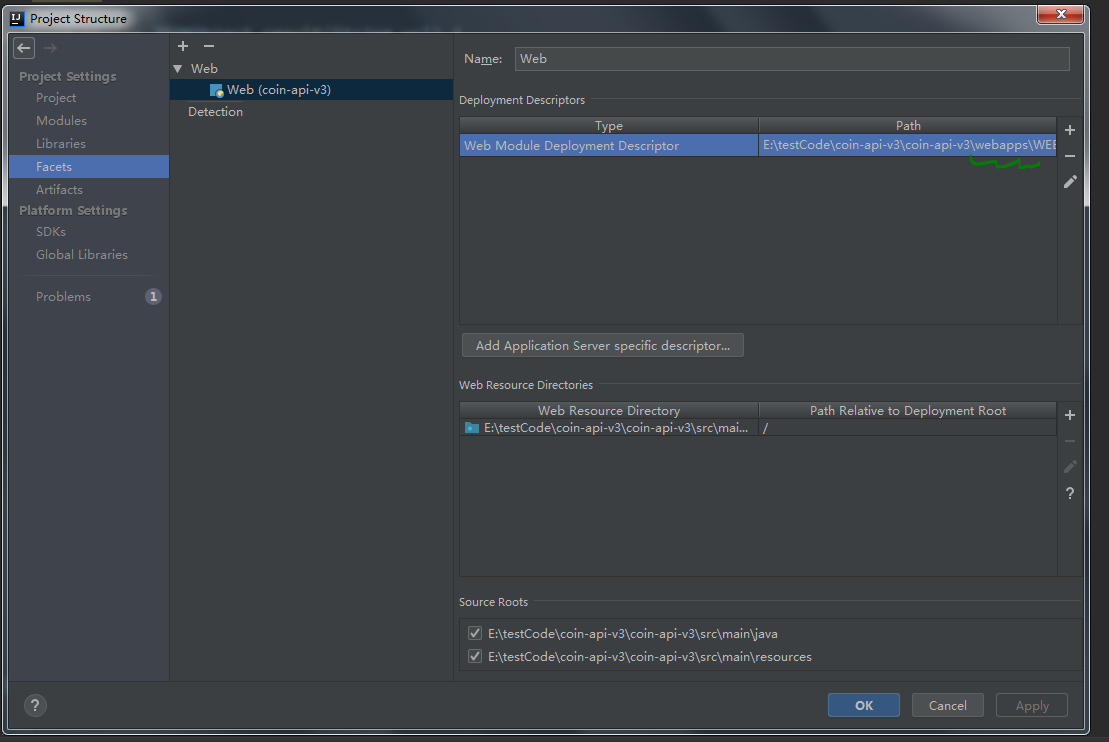 Project Structure
Project Settings
Project
Modules
Libraries
Facets
Artifacts
Platform Settings
SDKs
Global Libraries
Problems 1
Web
Web (coin-api-v3)
Detection
Name: Web
Deployment Descriptors
Type Path
Web Module Deployment Descriptor E:\testCode\coin-api-v3\coin-api-v3\webapps\WEB
Add Application Server specific descriptor...
Web Resource Directories
Web Resource Directory Path Relative to Deployment Root
E:\testCode\coin-api-v3\coin-api-v3\src\mai... /
Source Roots
E:\testCode\coin-api-v3\coin-api-v3\src\main\java
E:\testCode\coin-api-v3\coin-api-v3\src\main\resources
OK Cancel Apply